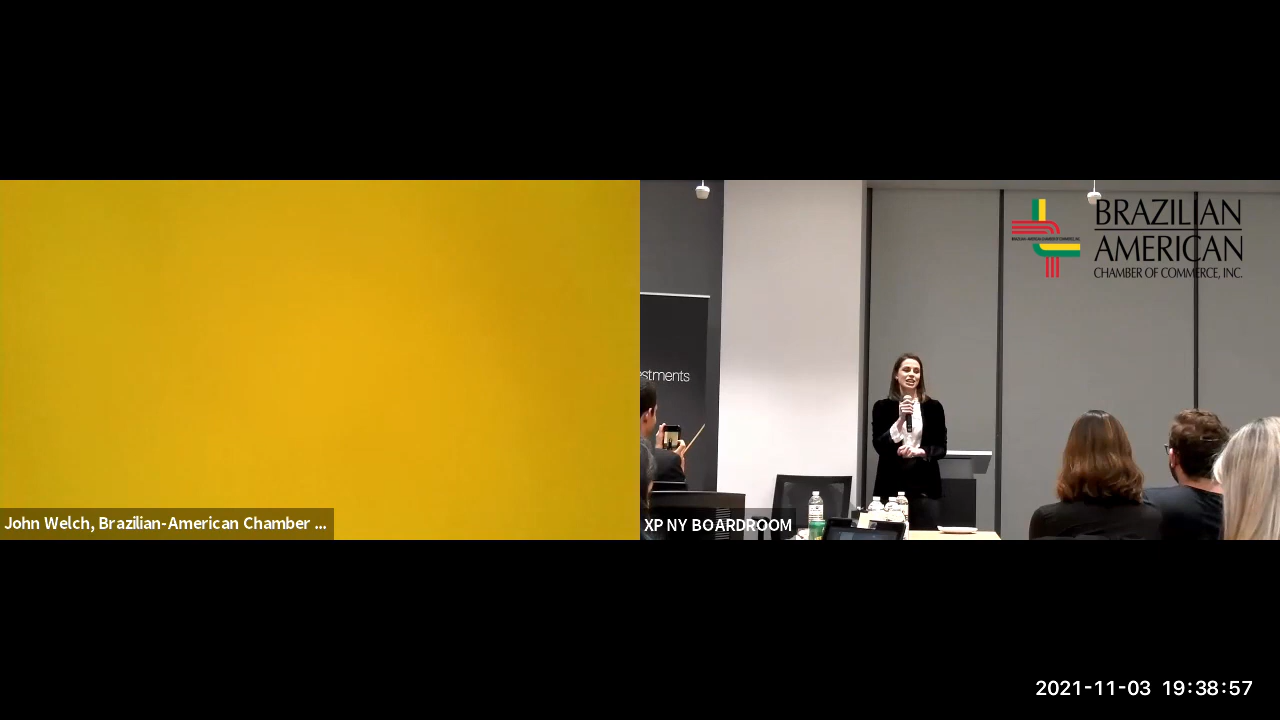 BRAZILIAN
AMERICAN
CHAMBER OF COMMERCE, INC.
estments
John Welch, Brazilian-American Chamber ...
XP NY BOARDROOM
2021-11-03 19:38:57